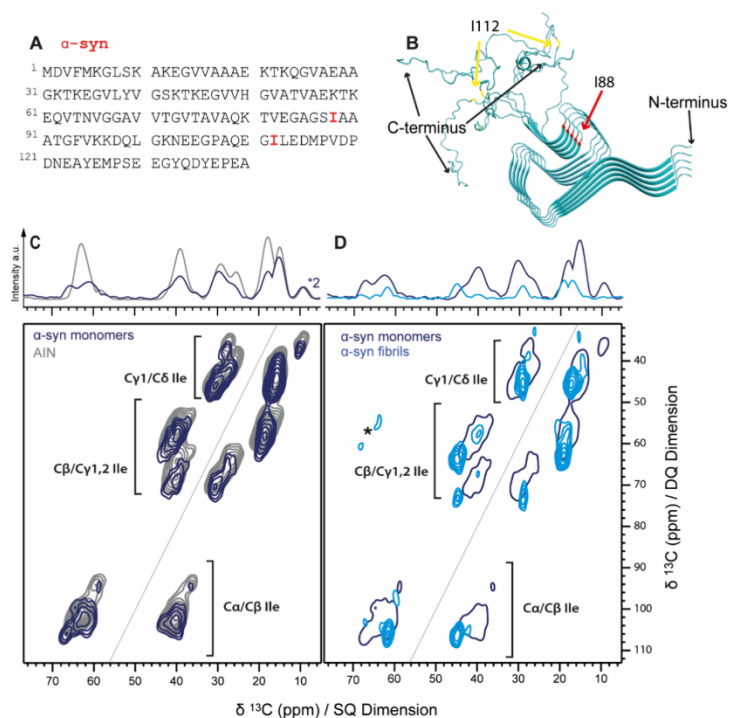 A α-syn
1 MDVFMKGLSK AKEGVVAAAE KTKQGVAEAA
31 GKTKEGVLYV GSKTKEGVVH GVATVAEKTK
61 EQVTNVGGAV VTGVTAVAQK TVEGAGSIAA
91 ATGFVKKDQL GKNEEGPAQE GILEDMPVDP
121 DNEAYEMPSE EGYQDYEPEA
B
I112
I88
N-terminus
C-terminus
Intensity a.u.
C
*2
D
α-syn monomers
AIN
Cγ1/Cδ Ile
Cβ/Cγ1,2 Ile
Cα/Cβ Ile
α-syn monomers
α-syn fibrils
Cγ1/Cδ Ile
*
Cβ/Cγ1,2 Ile
Cα/Cβ Ile
40
50
60
70
80
90
100
110
δ ¹³C (ppm) / DQ Dimension
70 60 50 40 30 20 10
70 60 50 40 30 20 10
δ ¹³C (ppm) / SQ Dimension